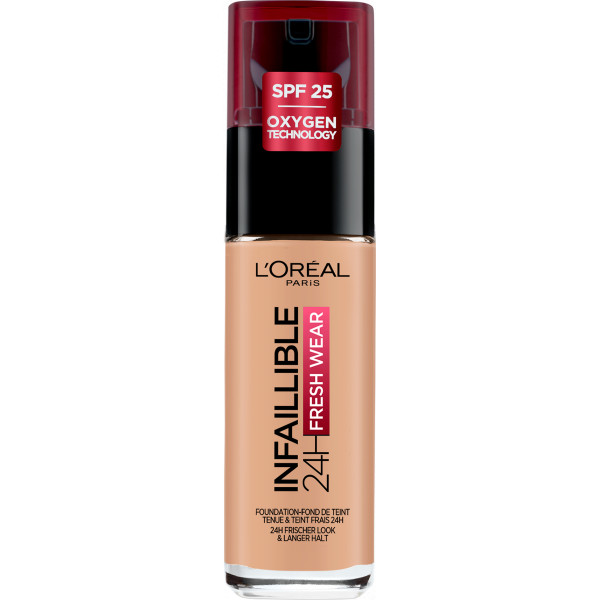 SPF 25
OXYGEN
TECHNOLOGY
L'ORÉAL
PARIS
INFAILLIBLE
24H FRESH WEAR
FOUNDATION-FOND DE TEINT
TENUE & TEINT FRAIS 24H
24H FRISCHER LOOK
& LANGER HALT